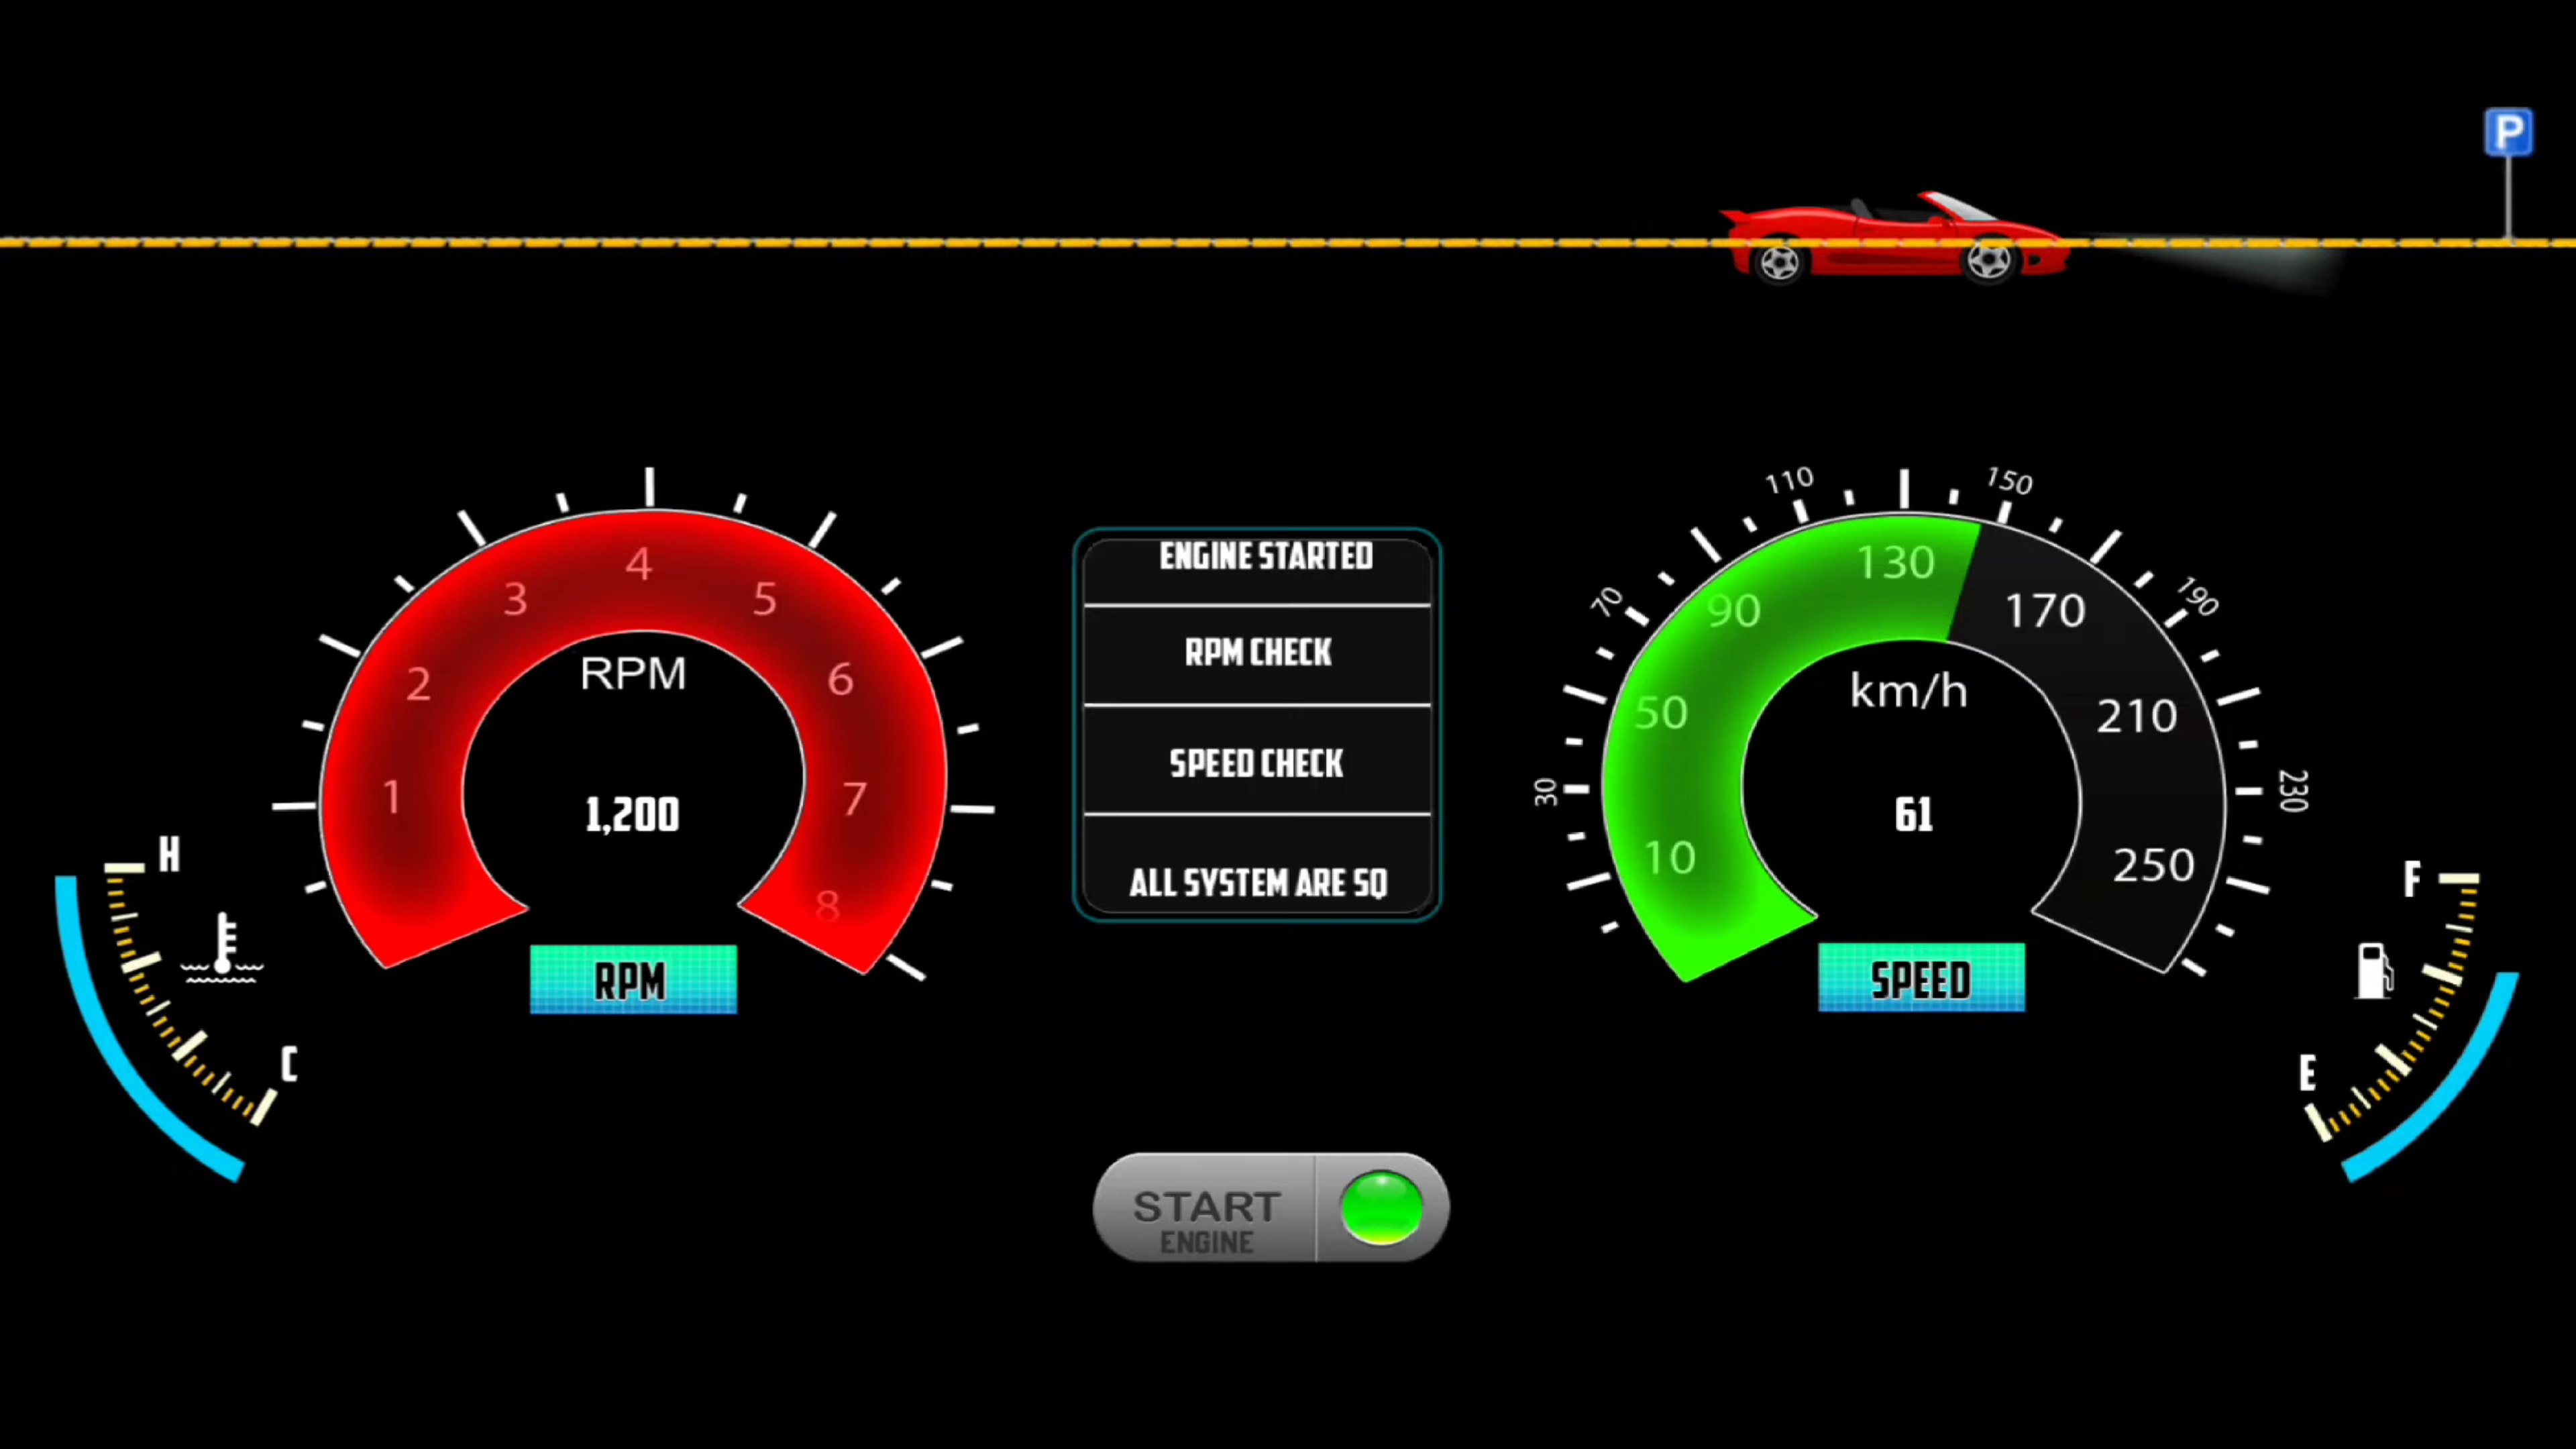 P
110
150
70
190
130
90
170
50
210
km/h
30
230
10
250
61
SPEED
4
3
5
2
6
RPM
1
7
1,200
8
RPM
ENGINE STARTED
RPM CHECK
SPEED CHECK
ALL SYSTEM ARE SQ
H
C
F
E
START
ENGINE